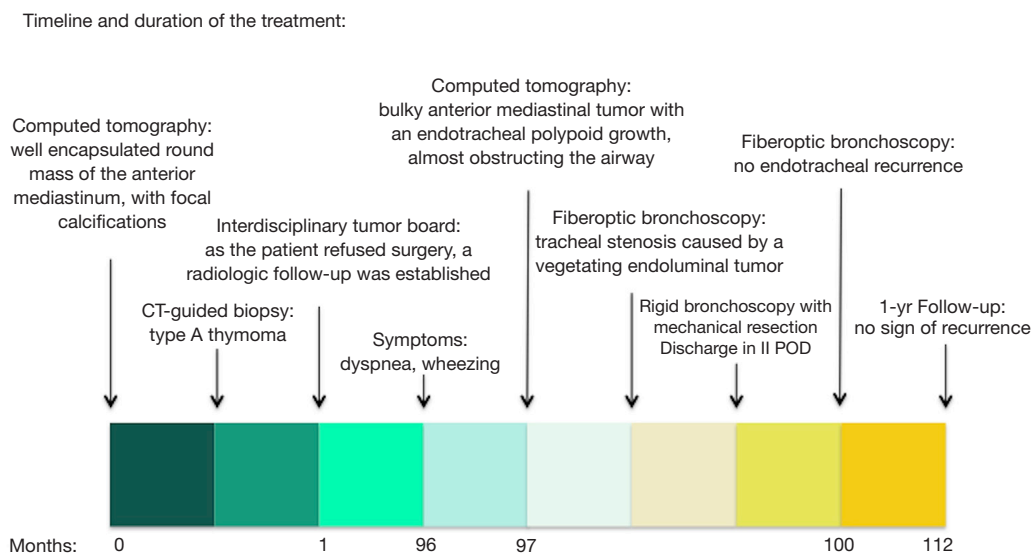 Timeline and duration of the treatment:
Computed tomography:
well encapsulated round
mass of the anterior
mediastinum, with focal
calcifications
CT-guided biopsy:
type A thymoma
Interdisciplinary tumor board:
as the patient refused surgery, a
radiologic follow-up was established
Symptoms:
dyspnea, wheezing
Computed tomography:
bulky anterior mediastinal tumor with
an endotracheal polypoid growth,
almost obstructing the airway
Fiberoptic bronchoscopy:
tracheal stenosis caused by a
vegetating endoluminal tumor
Rigid bronchoscopy with
mechanical resection
Discharge in II POD
Fiberoptic bronchoscopy:
no endotracheal recurrence
1-yr Follow-up:
no sign of recurrence
Months: 0 1 96 97 100 112